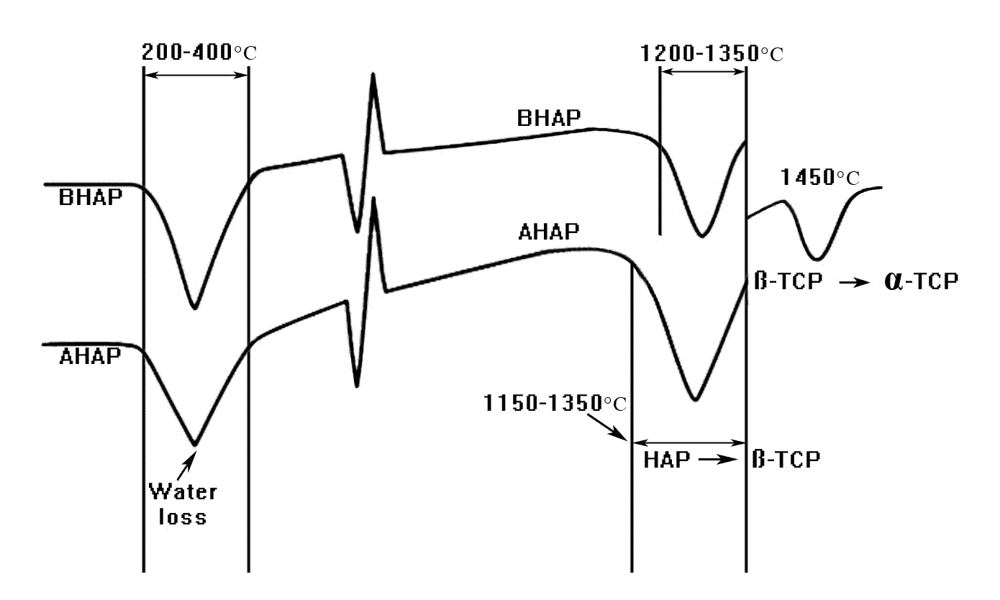 200-400°C
1200-1350°C
BHAP
1450°C
BHAP
AHAP
ß-TCP → α-TCP
AHAP
1150-1350°C
HAP → ß-TCP
Water
loss